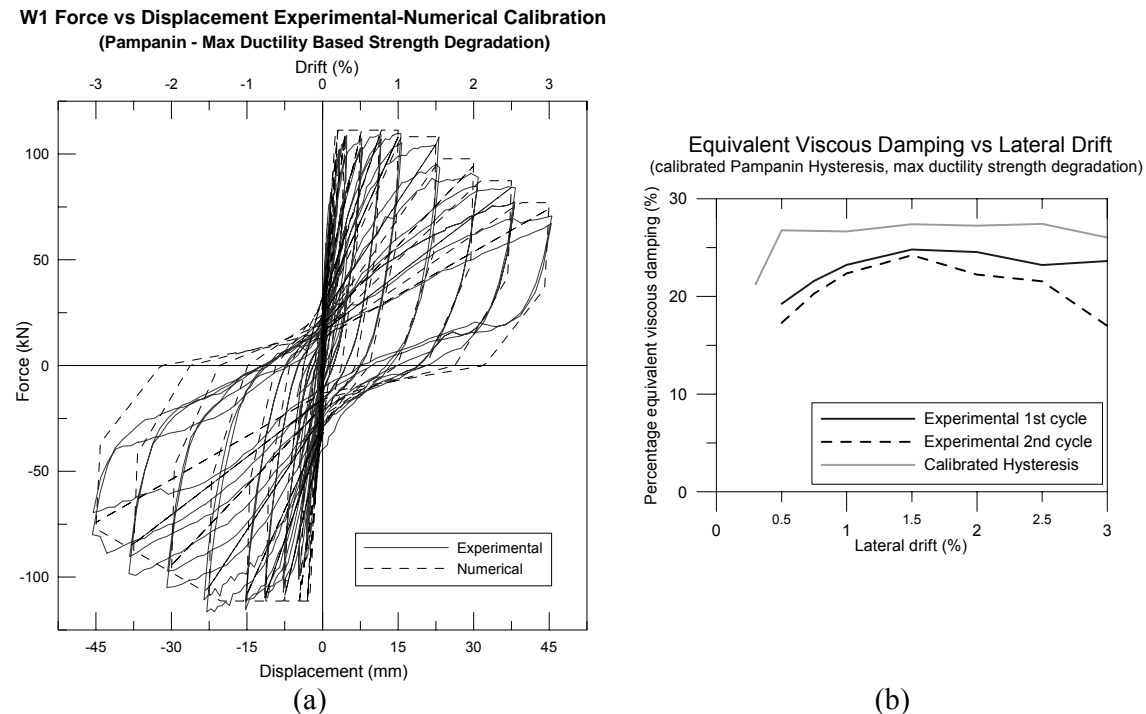 W1 Force vs Displacement Experimental-Numerical Calibration
(Pampanin - Max Ductility Based Strength Degradation)
Drift (%)
-3 -2 -1 0 1 2 3
100
50
0
-50
-100
Force (kN)
Experimental
Numerical
-45 -30 -15 0 15 30 45
Displacement (mm)
(a)
Equivalent Viscous Damping vs Lateral Drift
(calibrated Pampanin Hysteresis, max ductility strength degradation)
30
20
10
0
Percentage equivalent viscous damping (%)
Experimental 1st cycle
Experimental 2nd cycle
Calibrated Hysteresis
0 0.5 1 1.5 2 2.5 3
Lateral drift (%)
(b)